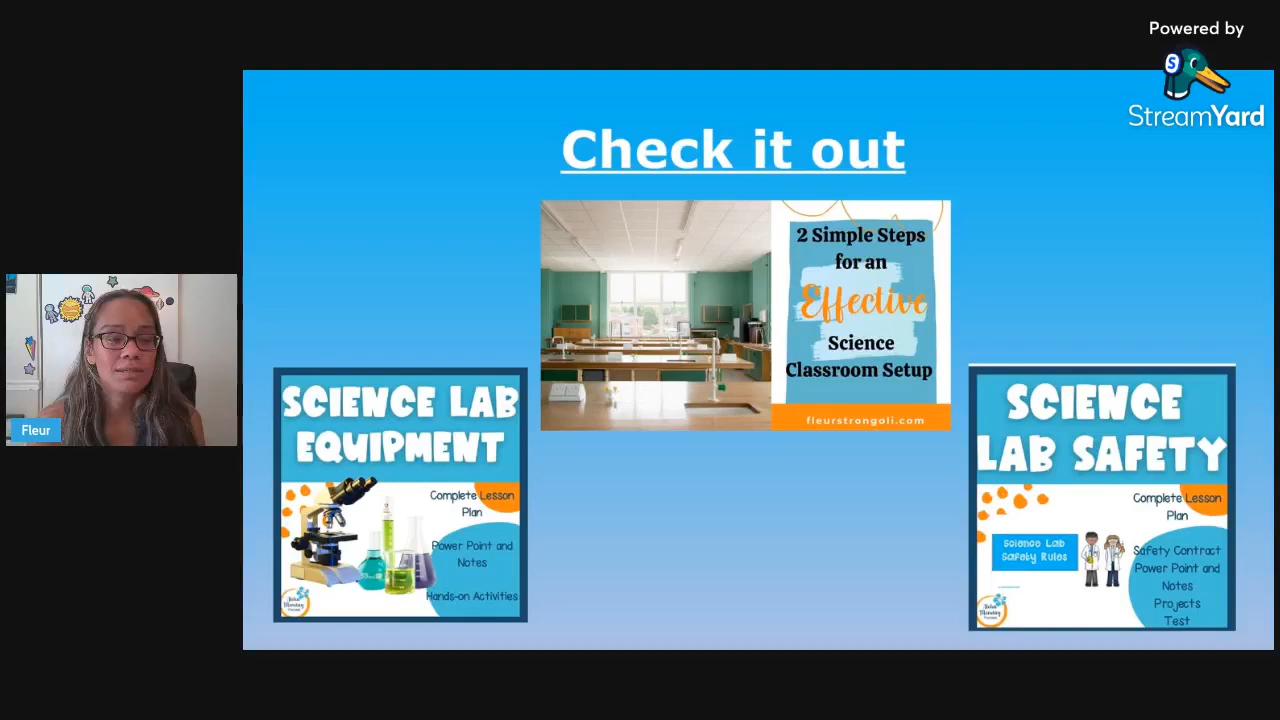 Powered by
StreamYard
Check it out
2 Simple Steps
for an
Effective
Science
Classroom Setup
fleurstrongoli.com
Fleur
SCIENCE LAB
EQUIPMENT
Complete Lesson
Plan
Power Point and
Notes
Hands-on Activities
SCIENCE
LAB SAFETY
Complete Lesson
Plan
Science Lab
Safety Rules
Safety Contract
Power Point and
Notes
Projects
Test